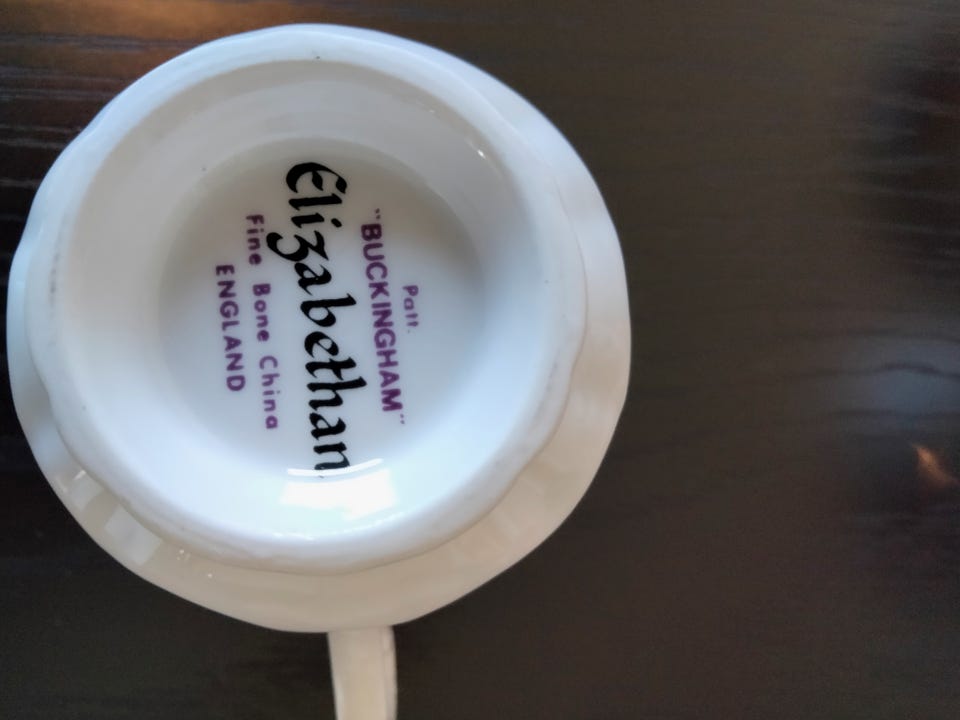 Patt.
"BUCKINGHAM"
Elizabethan
Fine Bone China
ENGLAND